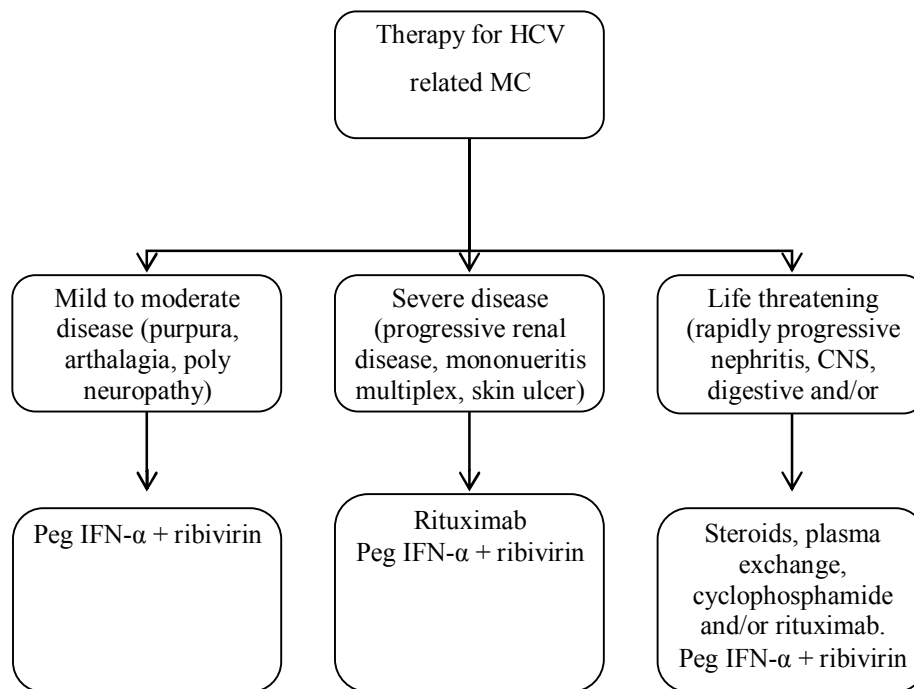 Therapy for HCV
related MC
Mild to moderate
disease (purpura,
arthalagia, poly
neuropathy)
Severe disease
(progressive renal
disease, mononueritis
multiplex, skin ulcer)
Life threatening
(rapidly progressive
nephritis, CNS,
digestive and/or
Peg IFN-α + ribivirin
Rituximab
Peg IFN-α + ribivirin
Steroids, plasma
exchange,
cyclophosphamide
and/or rituximab.
Peg IFN-α + ribivirin